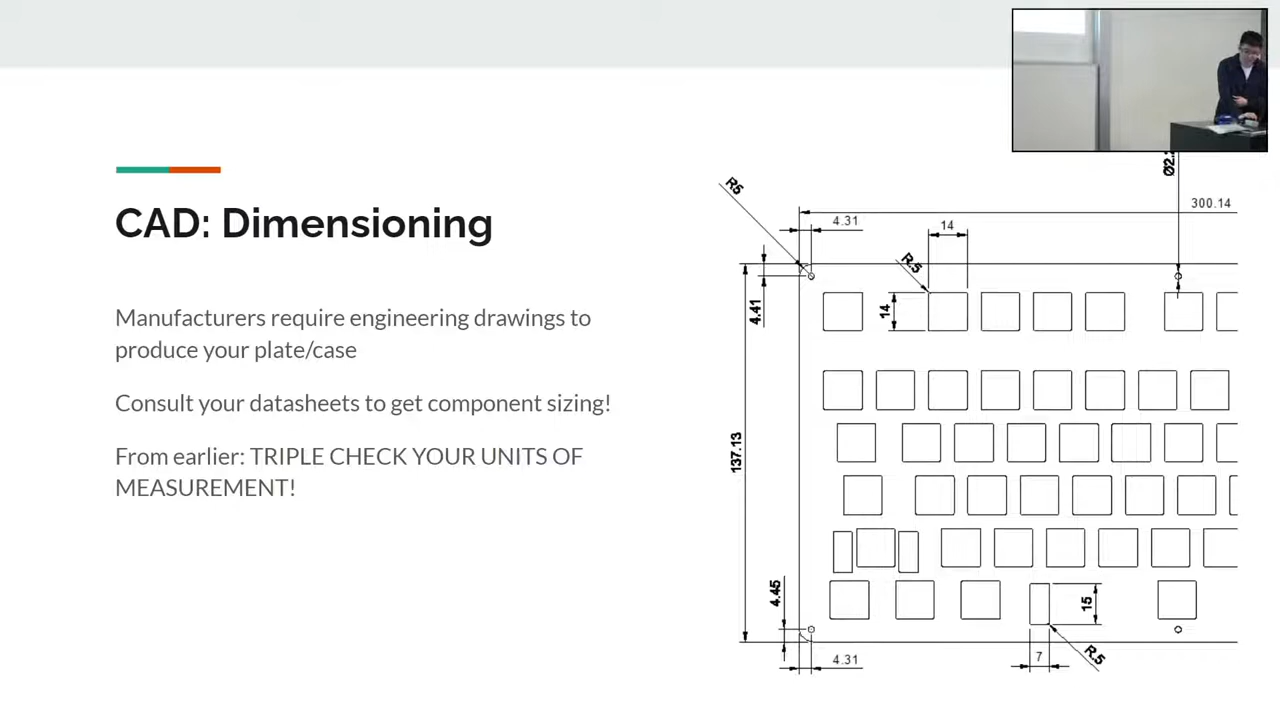 CAD: Dimensioning
Manufacturers require engineering drawings to
produce your plate/case
Consult your datasheets to get component sizing!
From earlier: TRIPLE CHECK YOUR UNITS OF
MEASUREMENT!
R5
4.31
14
300.14
R.5
4.41
14
137.13
4.45
15
4.31
7
R.5